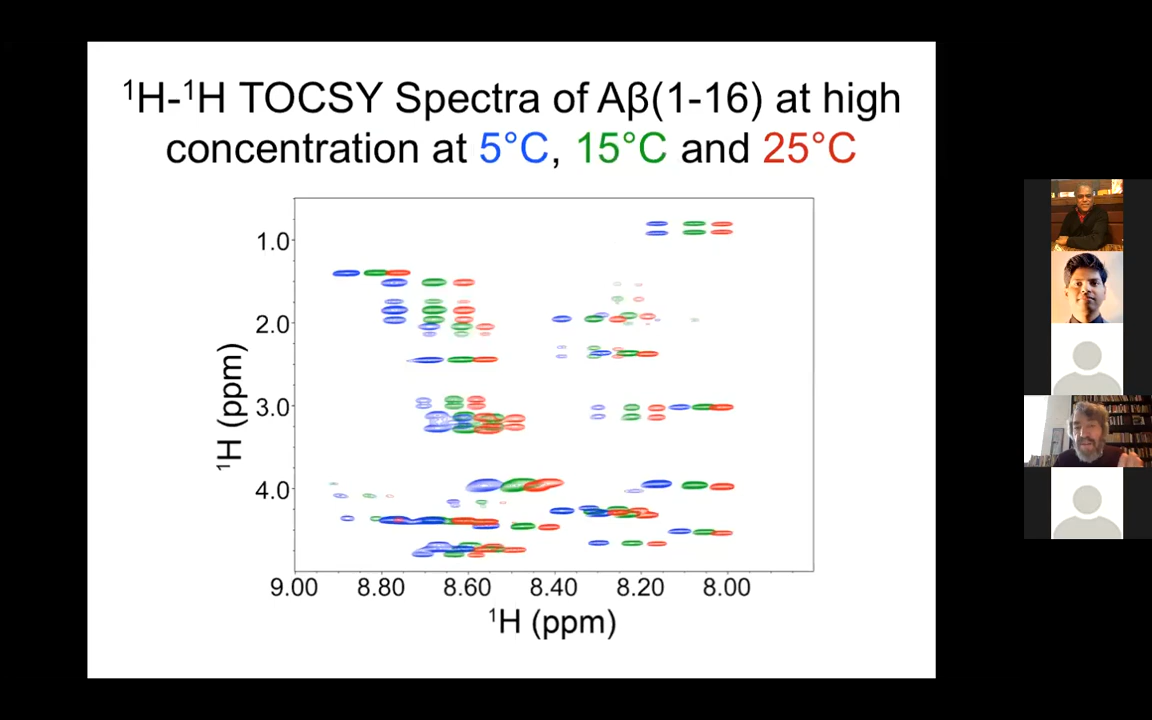 ¹H-¹H TOCSY Spectra of Aβ(1-16) at high
concentration at 5°C, 15°C and 25°C
1.0
2.0
3.0
4.0
¹H (ppm)
9.00 8.80 8.60 8.40 8.20 8.00
¹H (ppm)